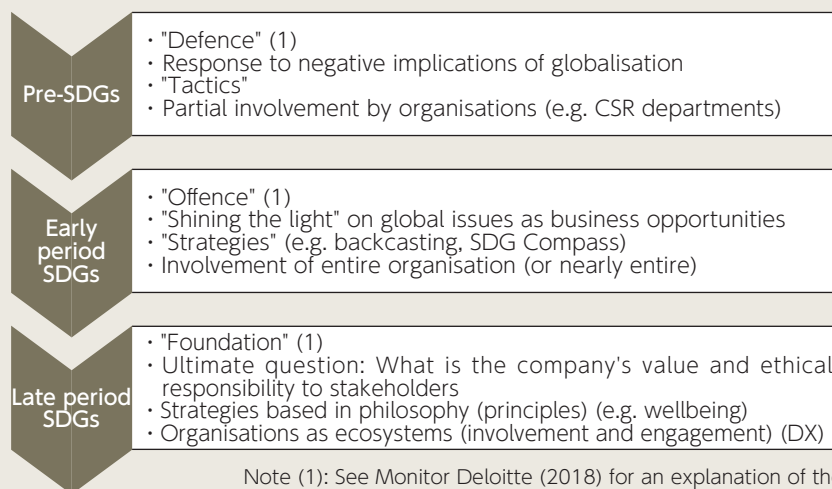 Pre-SDGs
· "Defence" (1)
· Response to negative implications of globalisation
· "Tactics"
· Partial involvement by organisations (e.g. CSR departments)
Early
period
SDGs
· "Offence" (1)
· "Shining the light" on global issues as business opportunities
· "Strategies" (e.g. backcasting, SDG Compass)
· Involvement of entire organisation (or nearly entire)
Late period
SDGs
· "Foundation" (1)
· Ultimate question: What is the company's value and ethical
responsibility to stakeholders
· Strategies based in philosophy (principles) (e.g. wellbeing)
· Organisations as ecosystems (involvement and engagement) (DX)
Note (1): See Monitor Deloitte (2018) for an explanation of th